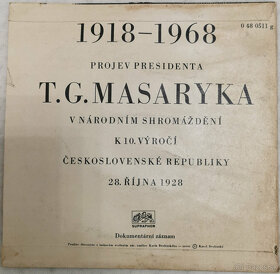 1918–1968
0 48 0511 g
PROJEV PRESIDENTA
T. G. MASARYKA
V NÁRODNÍM SHROMÁŽDĚNÍ
K 10. VÝROČÍ
ČESKOSLOVENSKÉ REPUBLIKY
28. ŘÍJNA 1928
SUPRAPHON
Dokumentární záznam